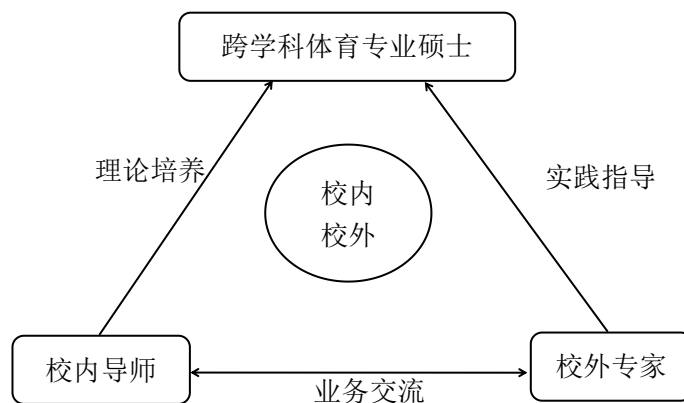 跨学科体育专业硕士
理论培养
实践指导
校内
校外
校内导师
校外专家
业务交流